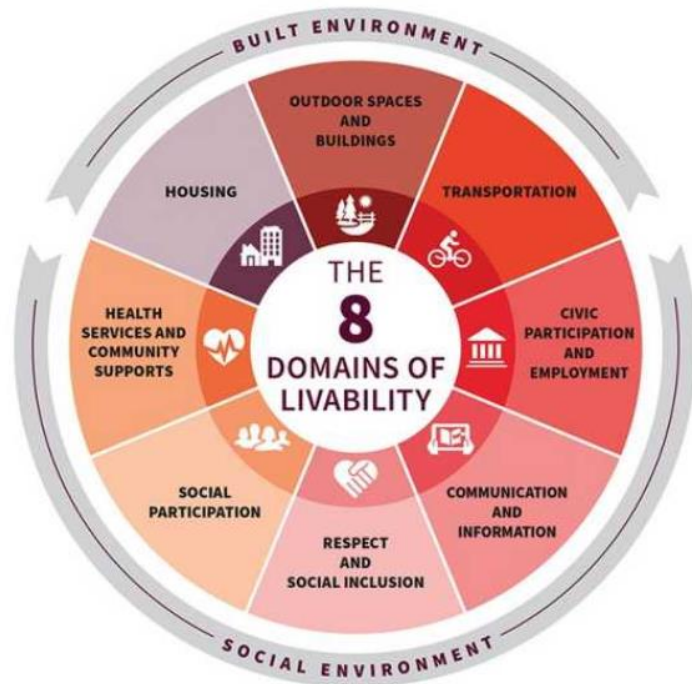 BUILT ENVIRONMENT
OUTDOOR SPACES
AND
BUILDINGS
TRANSPORTATION
CIVIC
PARTICIPATION
AND
EMPLOYMENT
COMMUNICATION
AND
INFORMATION
RESPECT
AND
SOCIAL INCLUSION
SOCIAL
PARTICIPATION
HEALTH
SERVICES AND
COMMUNITY
SUPPORTS
HOUSING
THE
8
DOMAINS OF
LIVABILITY
SOCIAL ENVIRONMENT